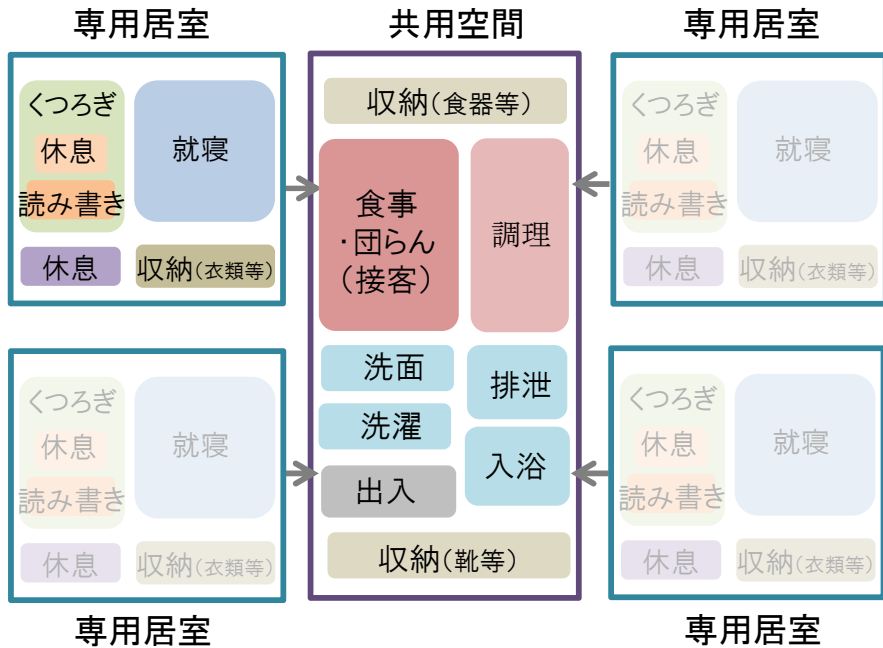 専用居室
くつろぎ
休息
読み書き
就寝
休息
収納(衣類等)
共用空間
収納(食器等)
食事
・団らん
(接客)
調理
洗面
洗濯
排泄
入浴
出入
収納(靴等)
専用居室
くつろぎ
休息
読み書き
就寝
休息
収納(衣類等)
くつろぎ
休息
読み書き
就寝
休息
収納(衣類等)
専用居室
くつろぎ
休息
読み書き
就寝
休息
収納(衣類等)
専用居室